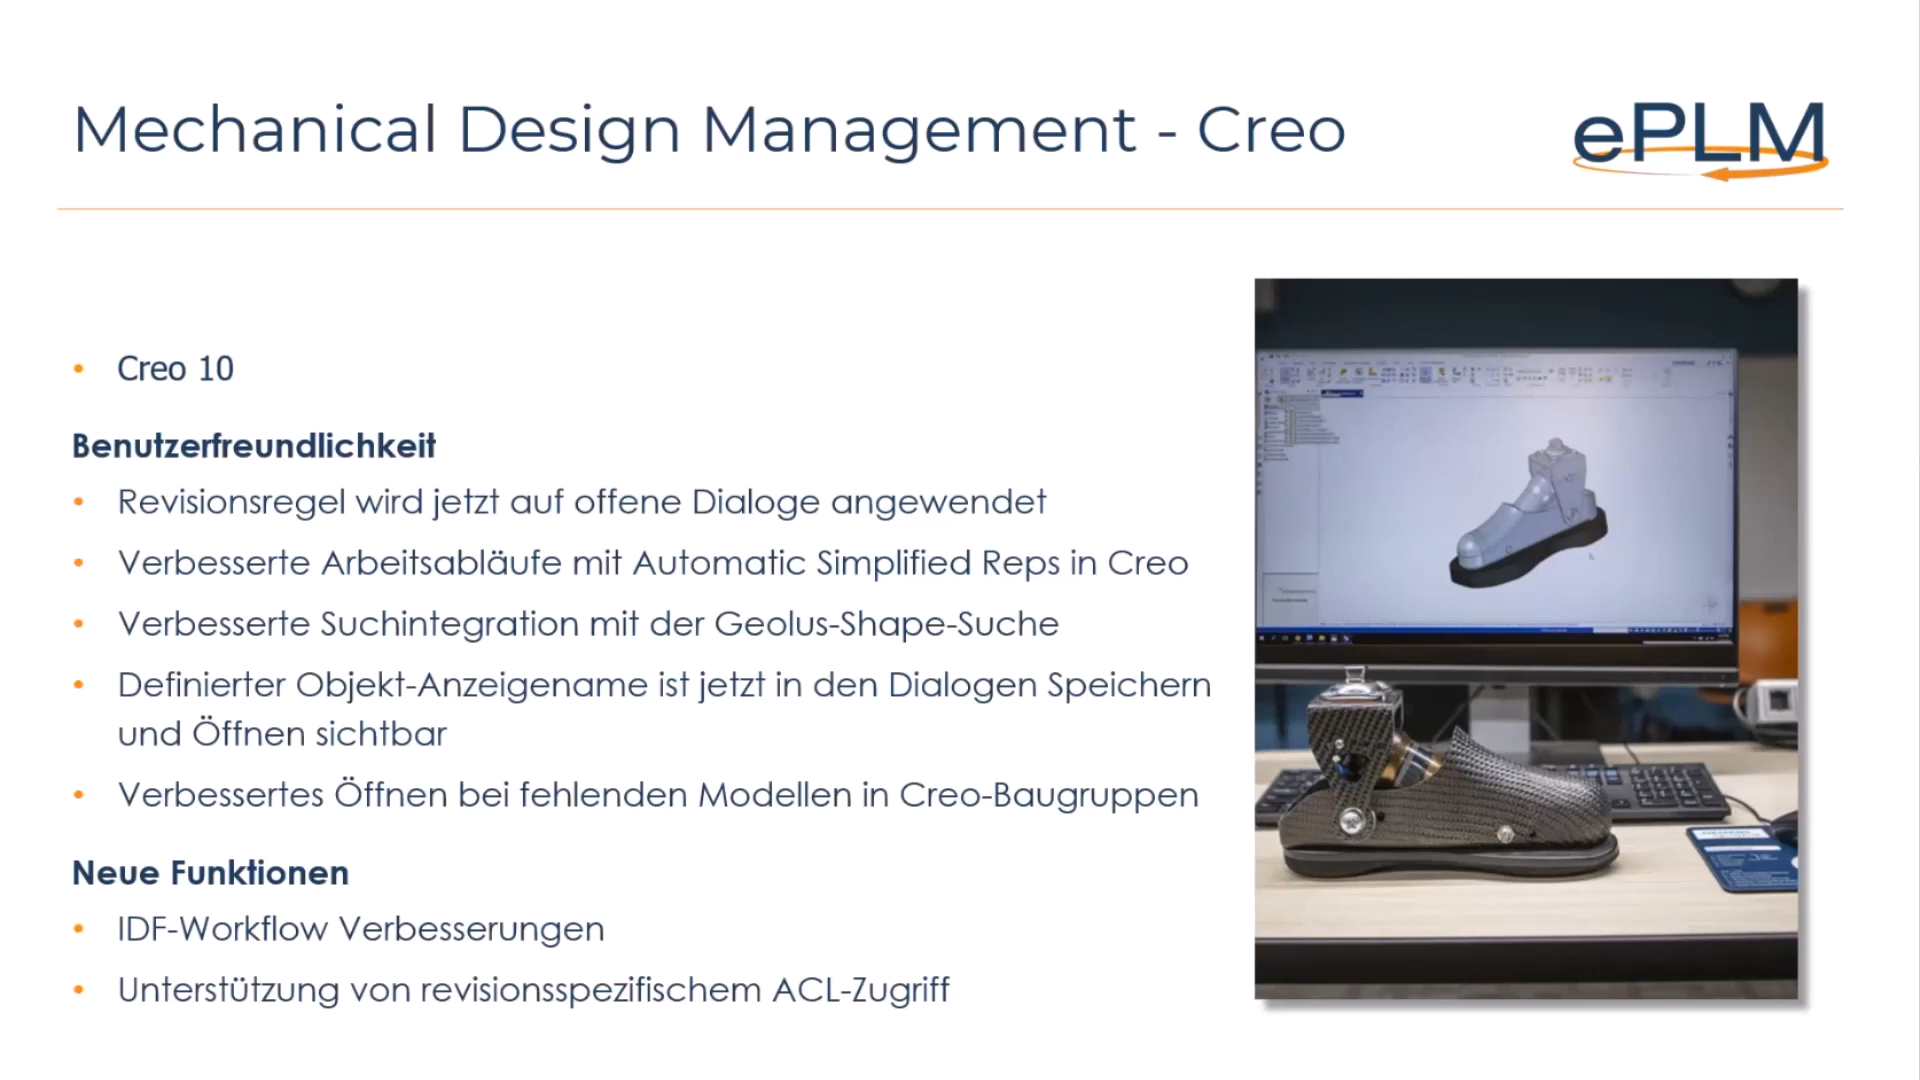 Mechanical Design Management - Creo
ePLM
• Creo 10
Benutzerfreundlichkeit
• Revisionsregel wird jetzt auf offene Dialoge angewendet
• Verbesserte Arbeitsabläufe mit Automatic Simplified Reps in Creo
• Verbesserte Suchintegration mit der Geolus-Shape-Suche
• Definierter Objekt-Anzeigename ist jetzt in den Dialogen Speichern
und Öffnen sichtbar
• Verbessertes Öffnen bei fehlenden Modellen in Creo-Baugruppen
Neue Funktionen
• IDF-Workflow Verbesserungen
• Unterstützung von revisionsspezifischem ACL-Zugriff